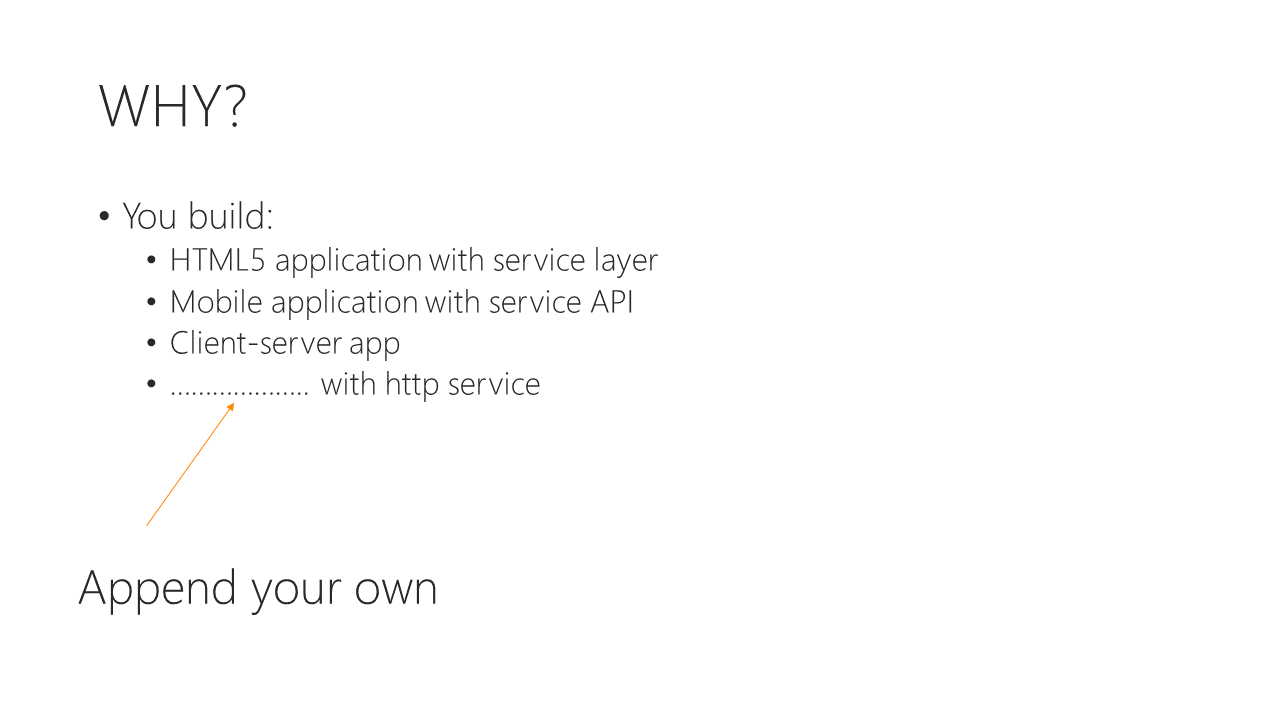 WHY?
• You build:
• HTML5 application with service layer
• Mobile application with service API
• Client-server app
• .................... with http service
Append your own